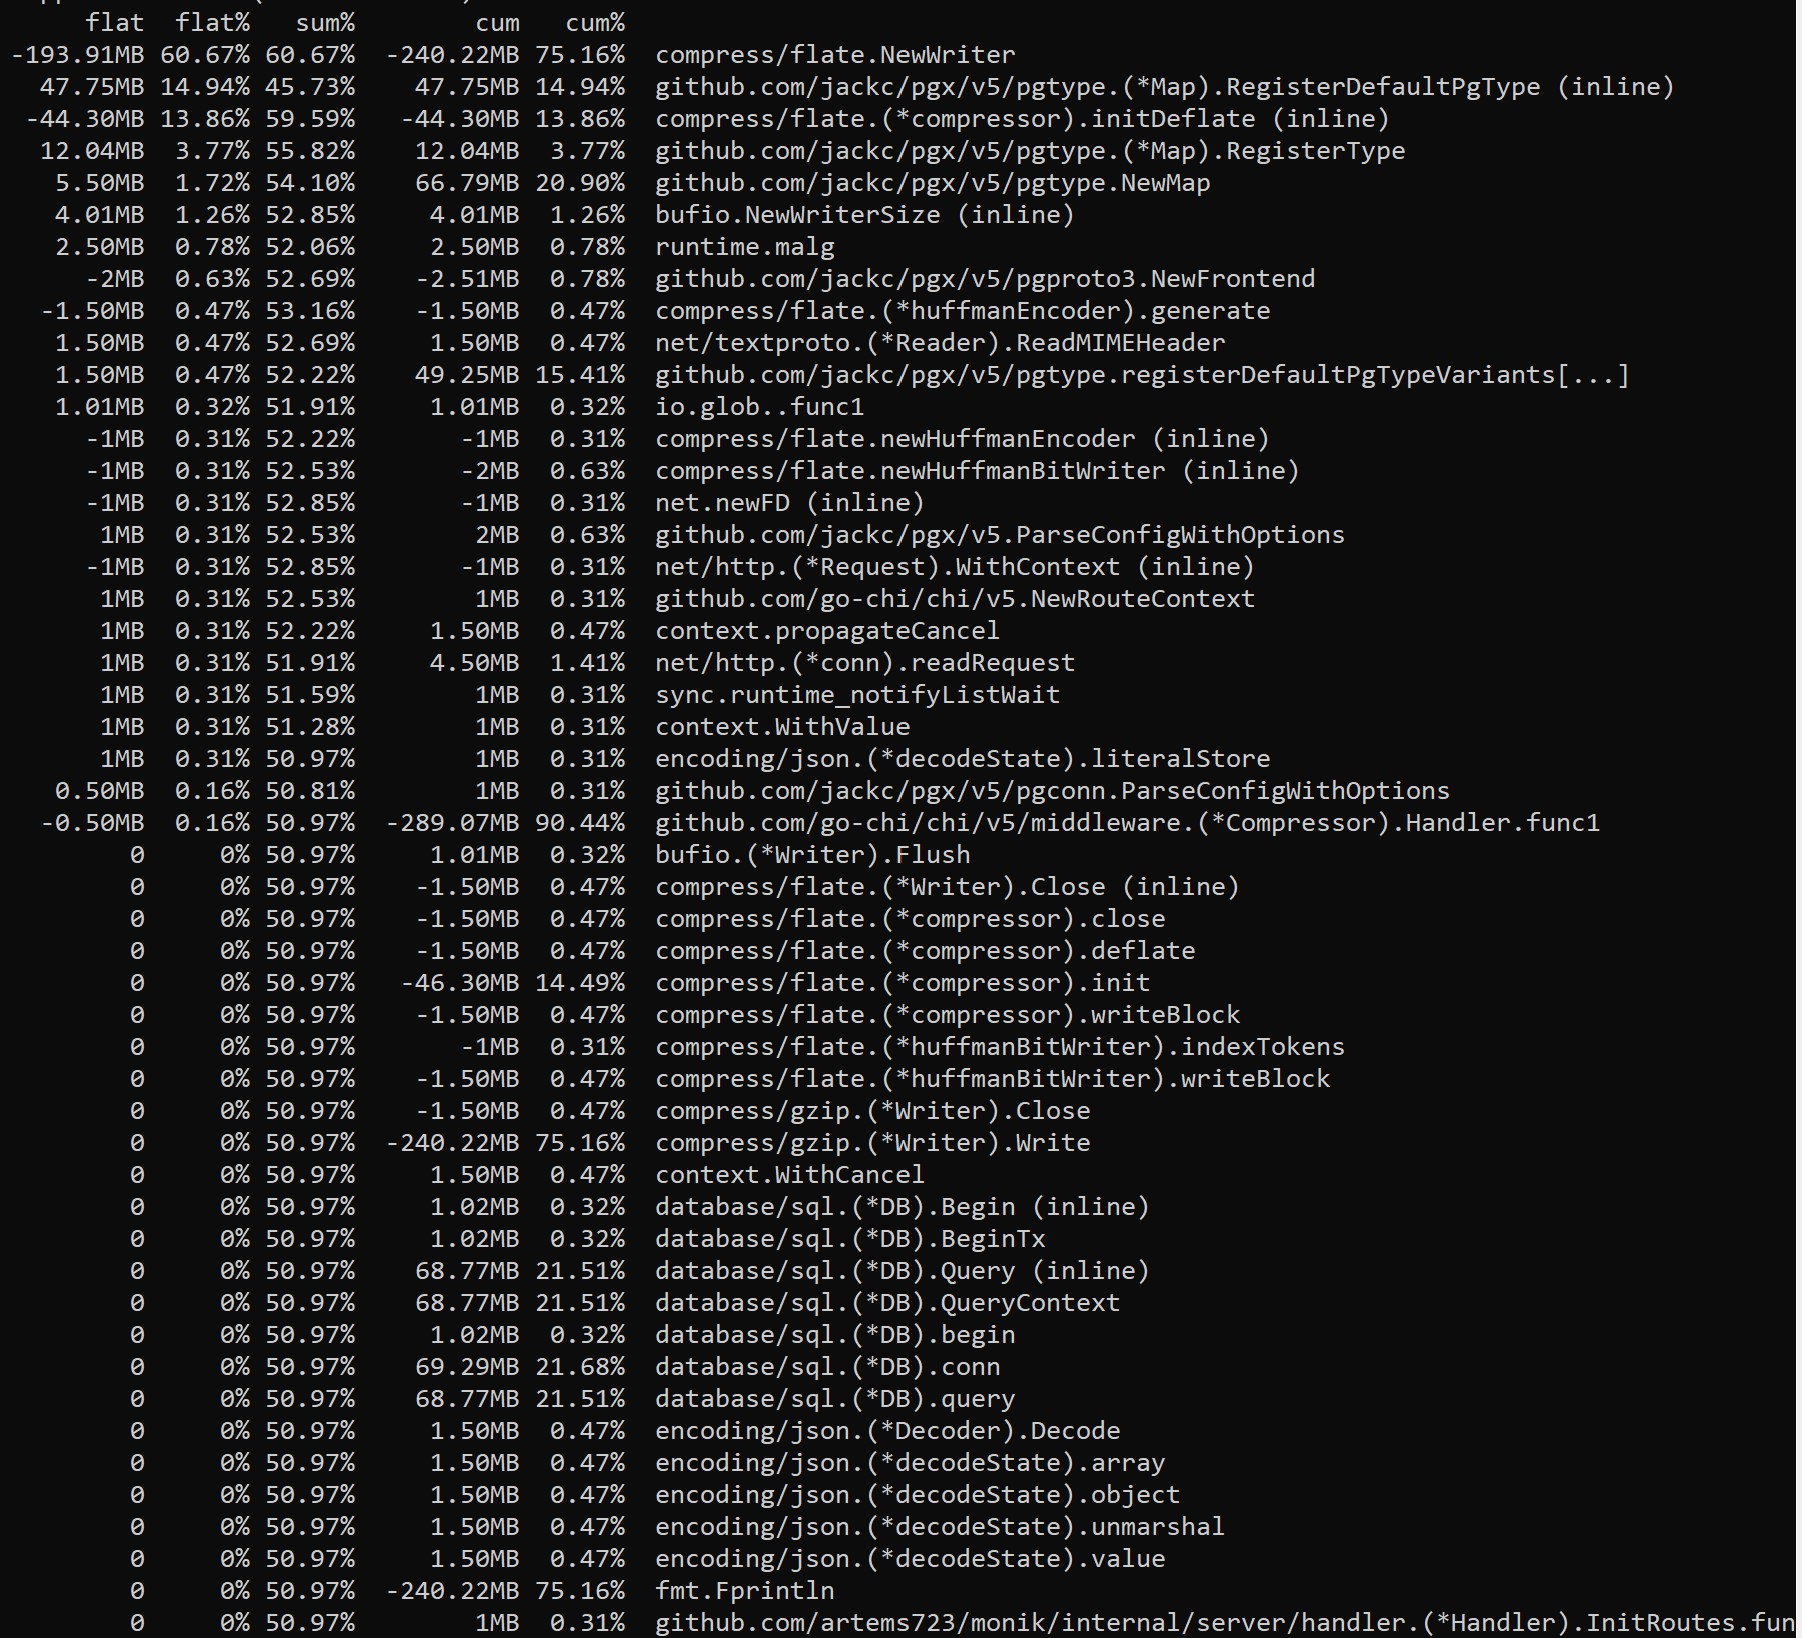 flat flat% sum% cum cum%
-193.91MB 60.67% 60.67% -240.22MB 75.16% compress/flate.NewWriter
47.75MB 14.94% 45.73% 47.75MB 14.94% github.com/jackc/pgx/v5/pgtype.(*Map).RegisterDefaultPgType (inline)
-44.30MB 13.86% 59.59% -44.30MB 13.86% compress/flate.(*compressor).initDeflate (inline)
12.04MB 3.77% 55.82% 12.04MB 3.77% github.com/jackc/pgx/v5/pgtype.(*Map).RegisterType
5.50MB 1.72% 54.10% 66.79MB 20.90% github.com/jackc/pgx/v5/pgtype.NewMap
4.01MB 1.26% 52.85% 4.01MB 1.26% bufio.NewWriterSize (inline)
2.50MB 0.78% 52.06% 2.50MB 0.78% runtime.malg
-2MB 0.63% 52.69% -2.51MB 0.78% github.com/jackc/pgx/v5/pgproto3.NewFrontend
-1.50MB 0.47% 53.16% -1.50MB 0.47% compress/flate.(*huffmanEncoder).generate
1.50MB 0.47% 52.69% 1.50MB 0.47% net/textproto.(*Reader).ReadMIMEHeader
1.50MB 0.47% 52.22% 49.25MB 15.41% github.com/jackc/pgx/v5/pgtype.registerDefaultPgTypeVariants[...]
1.01MB 0.32% 51.91% 1.01MB 0.32% io.glob..func1
-1MB 0.31% 52.22% -1MB 0.31% compress/flate.newHuffmanEncoder (inline)
-1MB 0.31% 52.53% -2MB 0.63% compress/flate.newHuffmanBitWriter (inline)
-1MB 0.31% 52.85% -1MB 0.31% net.newFD (inline)
1MB 0.31% 52.53% 2MB 0.63% github.com/jackc/pgx/v5.ParseConfigWithOptions
-1MB 0.31% 52.85% -1MB 0.31% net/http.(*Request).WithContext (inline)
1MB 0.31% 52.53% 1MB 0.31% github.com/go-chi/chi/v5.NewRouteContext
1MB 0.31% 52.22% 1.50MB 0.47% context.propagateCancel
1MB 0.31% 51.91% 4.50MB 1.41% net/http.(*conn).readRequest
1MB 0.31% 51.59% 1MB 0.31% sync.runtime_notifyListWait
1MB 0.31% 51.28% 1MB 0.31% context.WithValue
1MB 0.31% 50.97% 1MB 0.31% encoding/json.(*decodeState).literalStore
0.50MB 0.16% 50.81% 1MB 0.31% github.com/jackc/pgx/v5/pgconn.ParseConfigWithOptions
-0.50MB 0.16% 50.97% -289.07MB 90.44% github.com/go-chi/chi/v5/middleware.(*Compressor).Handler.func1
0 0% 50.97% 1.01MB 0.32% bufio.(*Writer).Flush
0 0% 50.97% -1.50MB 0.47% compress/flate.(*Writer).Close (inline)
0 0% 50.97% -1.50MB 0.47% compress/flate.(*compressor).close
0 0% 50.97% -1.50MB 0.47% compress/flate.(*compressor).deflate
0 0% 50.97% -46.30MB 14.49% compress/flate.(*compressor).init
0 0% 50.97% -1.50MB 0.47% compress/flate.(*compressor).writeBlock
0 0% 50.97% -1MB 0.31% compress/flate.(*huffmanBitWriter).indexTokens
0 0% 50.97% -1.50MB 0.47% compress/flate.(*huffmanBitWriter).writeBlock
0 0% 50.97% -1.50MB 0.47% compress/gzip.(*Writer).Close
0 0% 50.97% -240.22MB 75.16% compress/gzip.(*Writer).Write
0 0% 50.97% 1.50MB 0.47% context.WithCancel
0 0% 50.97% 1.02MB 0.32% database/sql.(*DB).Begin (inline)
0 0% 50.97% 1.02MB 0.32% database/sql.(*DB).BeginTx
0 0% 50.97% 68.77MB 21.51% database/sql.(*DB).Query (inline)
0 0% 50.97% 68.77MB 21.51% database/sql.(*DB).QueryContext
0 0% 50.97% 1.02MB 0.32% database/sql.(*DB).begin
0 0% 50.97% 69.29MB 21.68% database/sql.(*DB).conn
0 0% 50.97% 68.77MB 21.51% database/sql.(*DB).query
0 0% 50.97% 1.50MB 0.47% encoding/json.(*Decoder).Decode
0 0% 50.97% 1.50MB 0.47% encoding/json.(*decodeState).array
0 0% 50.97% 1.50MB 0.47% encoding/json.(*decodeState).object
0 0% 50.97% 1.50MB 0.47% encoding/json.(*decodeState).unmarshal
0 0% 50.97% 1.50MB 0.47% encoding/json.(*decodeState).value
0 0% 50.97% -240.22MB 75.16% fmt.Fprintln
0 0% 50.97% 1MB 0.31% github.com/artems723/monik/internal/server/handler.(*Handler).InitRoutes.fun